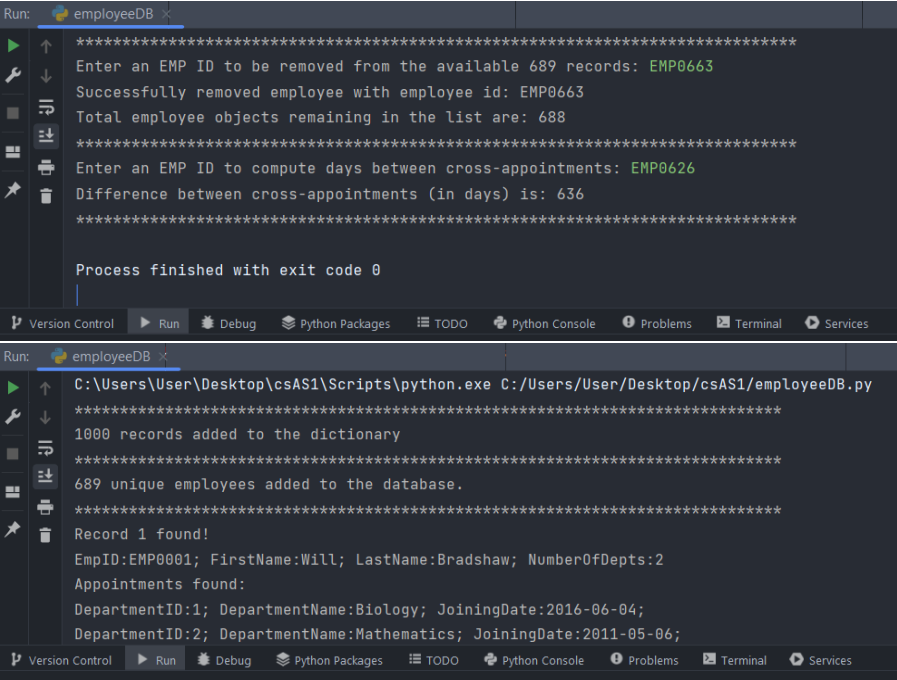 Run: employeeDB ×
******************************************************************************
Enter an EMP ID to be removed from the available 689 records: EMP0663
Successfully removed employee with employee id: EMP0663
Total employee objects remaining in the list are: 688
******************************************************************************
Enter an EMP ID to compute days between cross-appointments: EMP0626
Difference between cross-appointments (in days) is: 636
******************************************************************************
Process finished with exit code 0
Version Control Run Debug Python Packages TODO Python Console Problems Terminal Services
Run: employeeDB ×
C:\Users\User\Desktop\csAS1\Scripts\python.exe C:/Users/User/Desktop/csAS1/employeeDB.py
******************************************************************************
1000 records added to the dictionary
******************************************************************************
689 unique employees added to the database.
******************************************************************************
Record 1 found!
EmpID:EMP0001; FirstName:Will; LastName:Bradshaw; NumberOfDepts:2
Appointments found:
DepartmentID:1; DepartmentName:Biology; JoiningDate:2016-06-04;
DepartmentID:2; DepartmentName:Mathematics; JoiningDate:2011-05-06;
Version Control Run Debug Python Packages TODO Python Console Problems Terminal Services